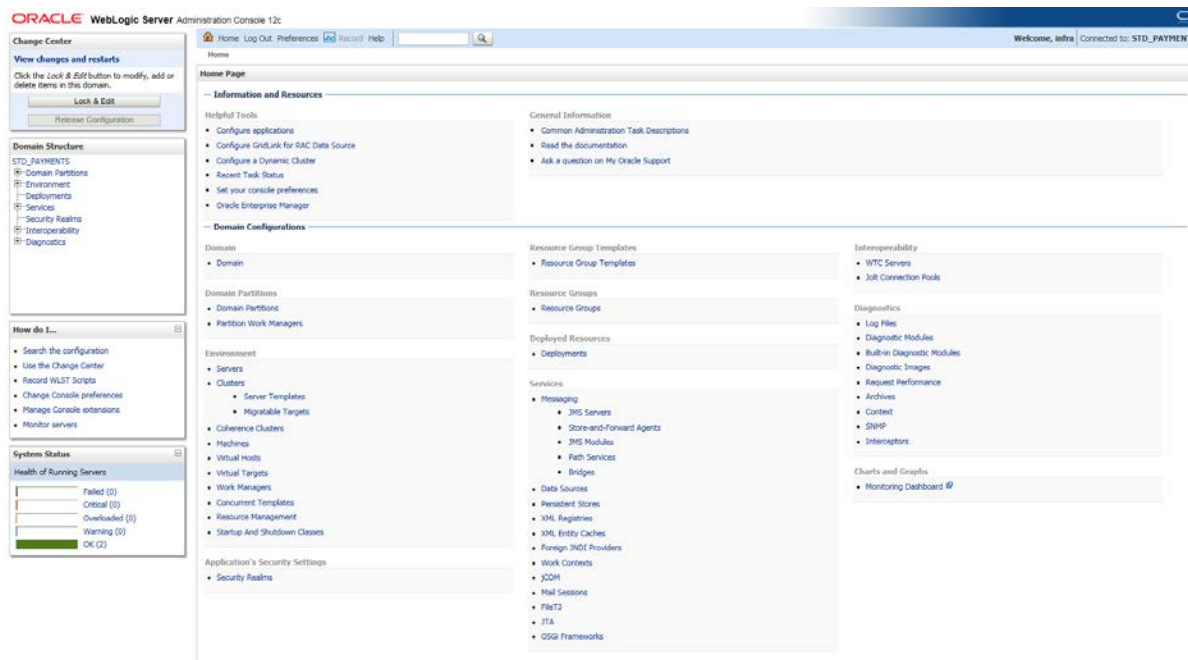 ORACLE WebLogic Server Administration Console 12c
Change Center
View changes and restarts
Click the Lock & Edit button to modify, add or
delete items in this domain.
Lock & Edit
Release Configuration
Domain Structure
STD_PAYMENTS
Domain Partitions
Environment
Deployments
Services
Security Realms
Interoperability
Diagnostics
How do I...
Search the configuration
Use the Change Center
Record WLST Scripts
Change Console preferences
Manage Console extensions
Monitor servers
System Status
Health of Running Servers
Failed (0)
Critical (0)
Overloaded (0)
Warning (0)
OK (2)
Home Log Out Preferences Record Help
Welcome, infra Connected to: STD_PAYMEN
Home
Home Page
Information and Resources
Helpful Tools
Configure applications
Configure GridLink for RAC Data Source
Configure a Dynamic Cluster
Recent Task Status
Set your console preferences
Oracle Enterprise Manager
General Information
Common Administration Task Descriptions
Read the documentation
Ask a question on My Oracle Support
Domain Configurations
Domain
Domain
Domain Partitions
Domain Partitions
Partition Work Managers
Environment
Servers
Clusters
Server Templates
Migratable Targets
Coherence Clusters
Machines
Virtual Hosts
Virtual Targets
Work Managers
Concurrent Templates
Resource Management
Startup And Shutdown Classes
Application's Security Settings
Security Realms
Resource Group Templates
Resource Group Templates
Resource Groups
Resource Groups
Deployed Resources
Deployments
Services
Messaging
JMS Servers
Store-and-Forward Agents
JMS Modules
Path Services
Bridges
Data Sources
Persistent Stores
XML Registries
XML Entity Caches
Foreign JNDI Providers
Work Contexts
jCOM
Mail Sessions
FileT3
JTA
OSGi Frameworks
Interoperability
WTC Servers
Jolt Connection Pools
Diagnostics
Log Files
Diagnostic Modules
Built-in Diagnostic Modules
Diagnostic Images
Request Performance
Archives
Context
SNMP
Interceptors
Charts and Graphs
Monitoring Dashboard